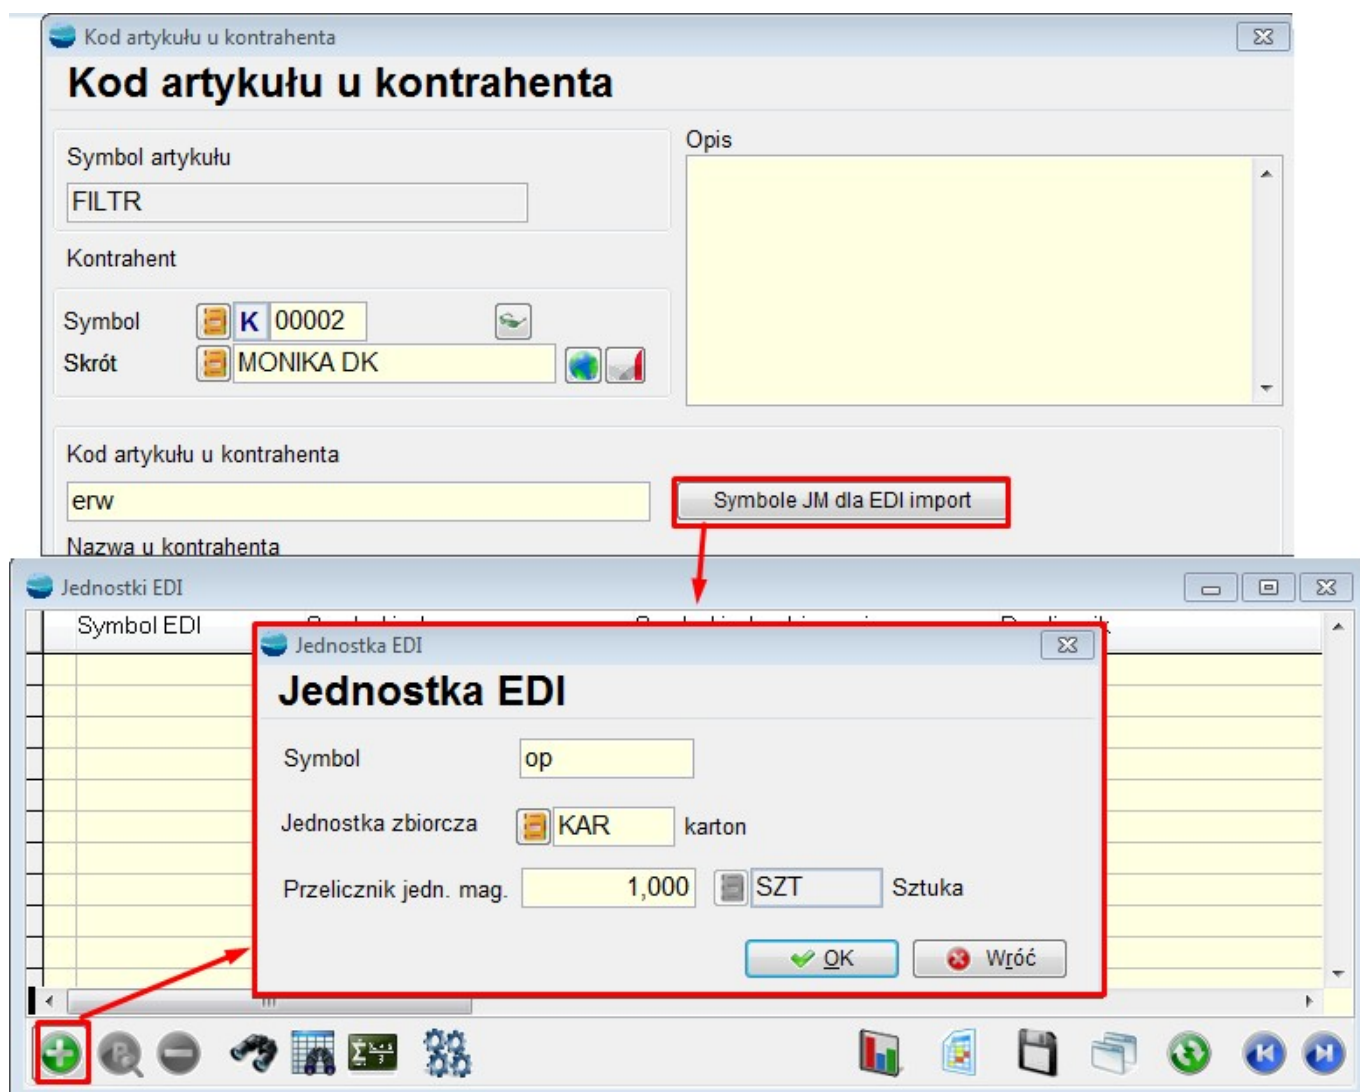 Kod artykułu u kontrahenta
Kod artykułu u kontrahenta
Symbol artykułu
FILTR
Opis
Kontrahent
Symbol K 00002
Skrót MONIKA DK
Kod artykułu u kontrahenta
erw
Symbole JM dla EDI import
Nazwa u kontrahenta
Jednostki EDI
Symbol EDI
Jednostka EDI
Jednostka EDI
Symbol op
Jednostka zbiorcza KAR karton
Przelicznik jedn. mag. 1,000 SZT Sztuka
OK Wróć